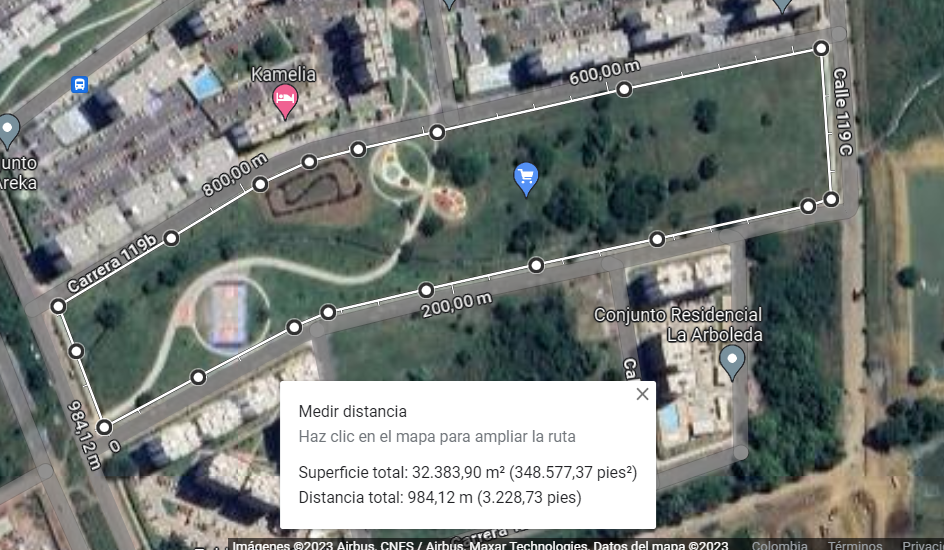 Kamelia
600,00 m
Calle 119 C
unto
Areka
800,00 m
Carrera 119b
200,00 m
Conjunto Residencial
La Arboleda
984,12 m
0
Medir distancia
Haz clic en el mapa para ampliar la ruta
Superficie total: 32.383,90 m² (348.577,37 pies²)
Distancia total: 984,12 m (3.228,73 pies)
Imágenes ©2023 Airbus, CNES / Airbus, Maxar Technologies, Datos del mapa ©2023
Colombia
Términos
Privaci